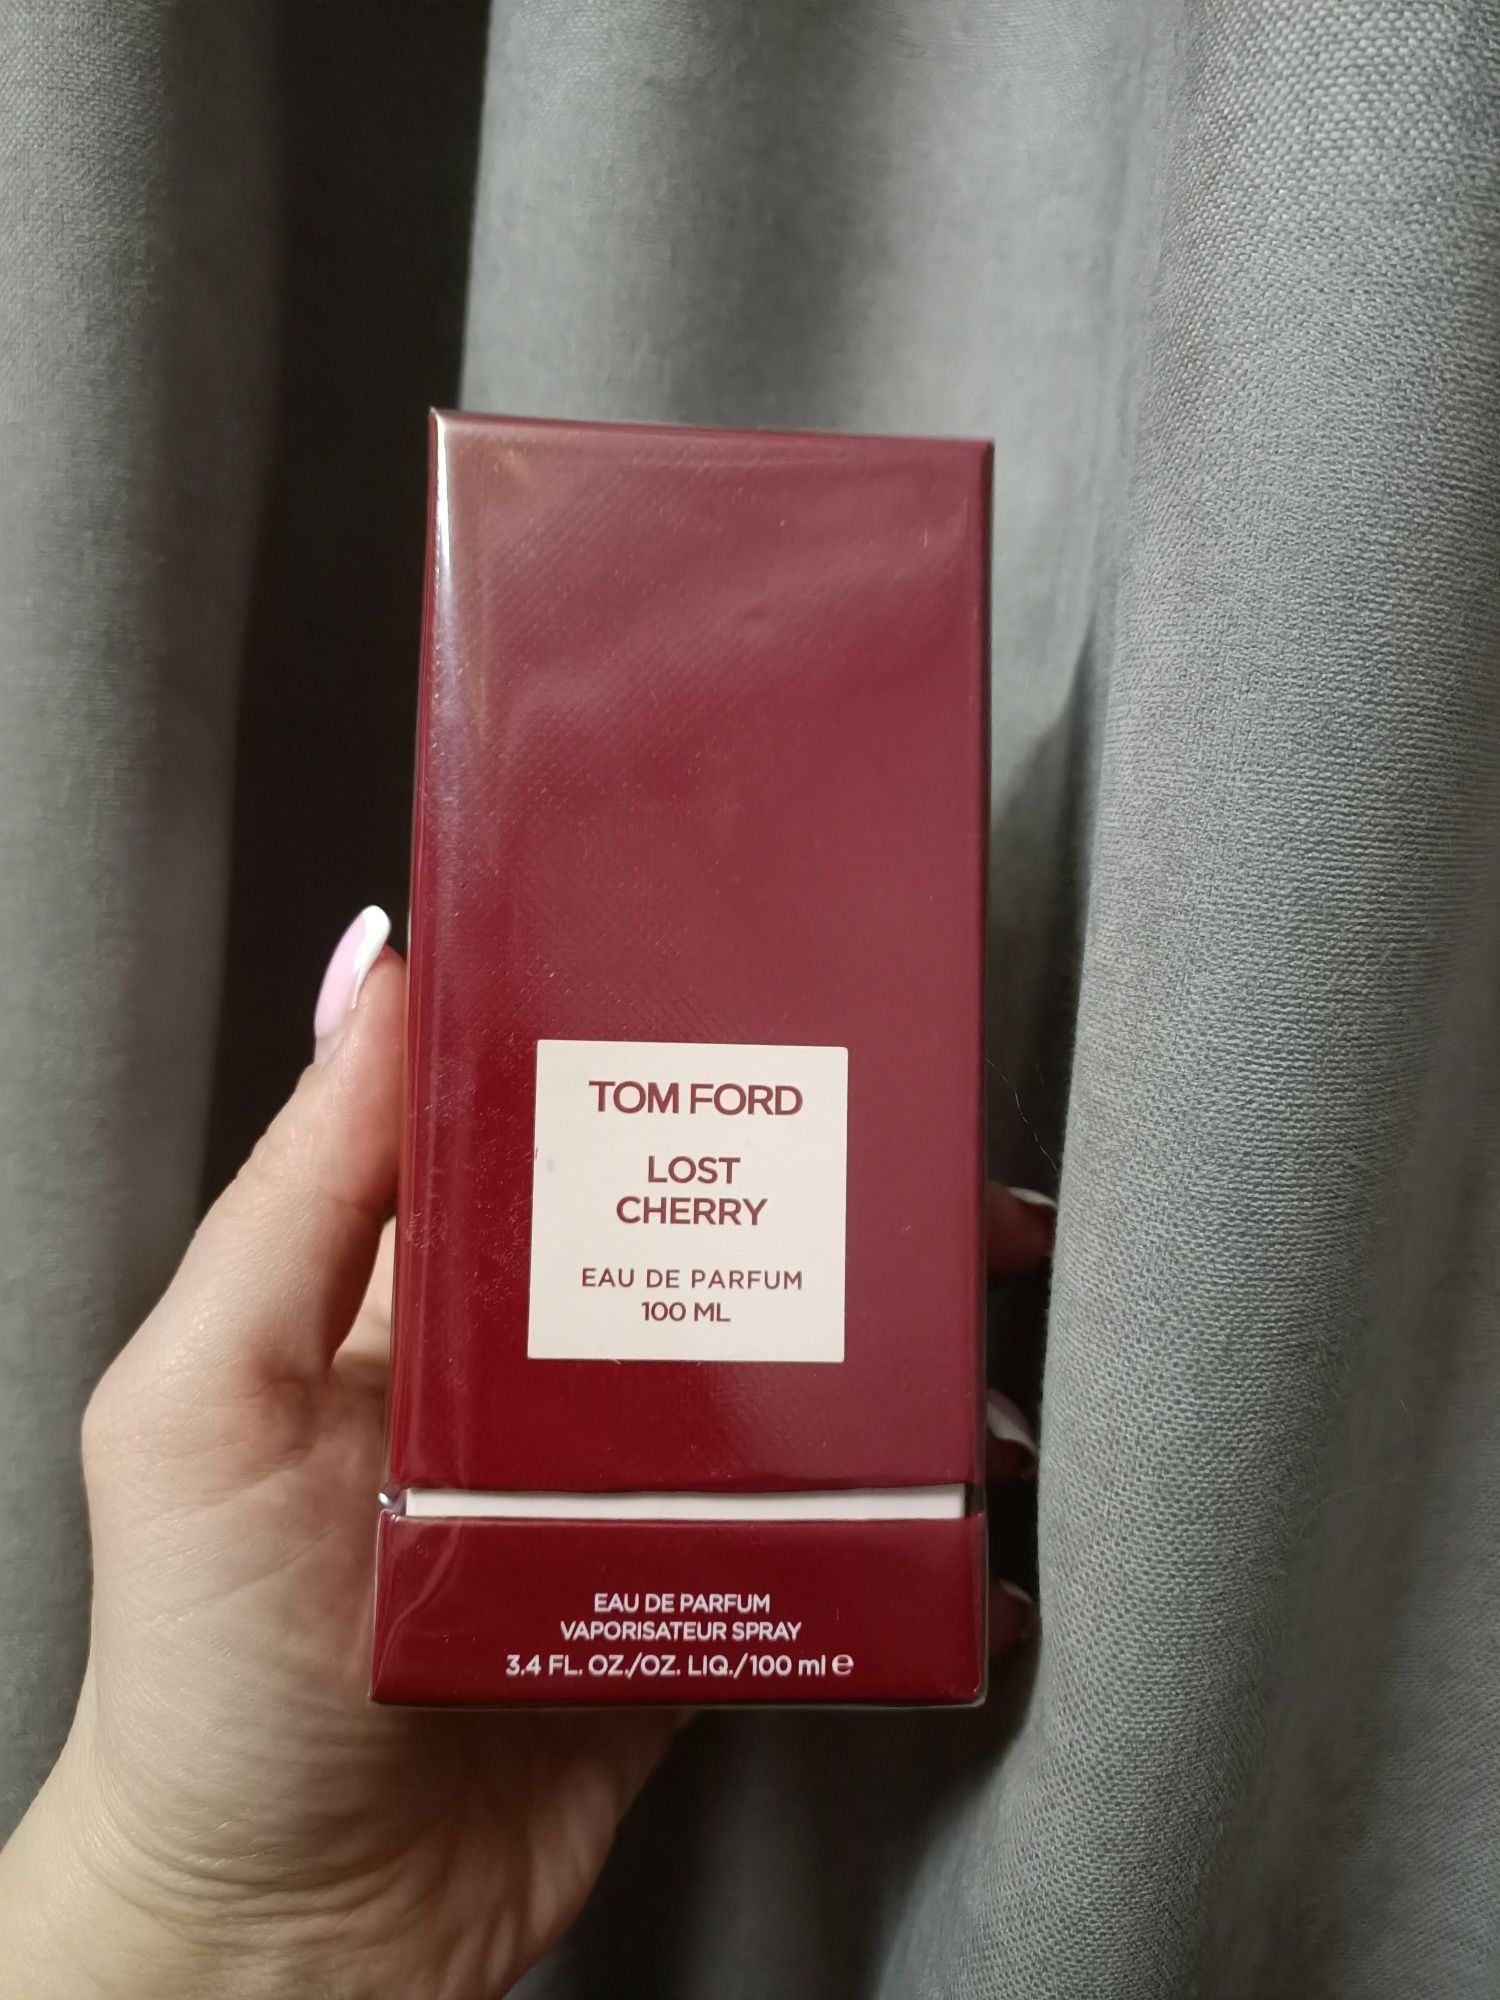 TOM FORD
LOST
CHERRY
EAU DE PARFUM
100 ML
EAU DE PARFUM
VAPORISATEUR SPRAY
3.4 FL. OZ./OZ. LIQ./100 ml ℮